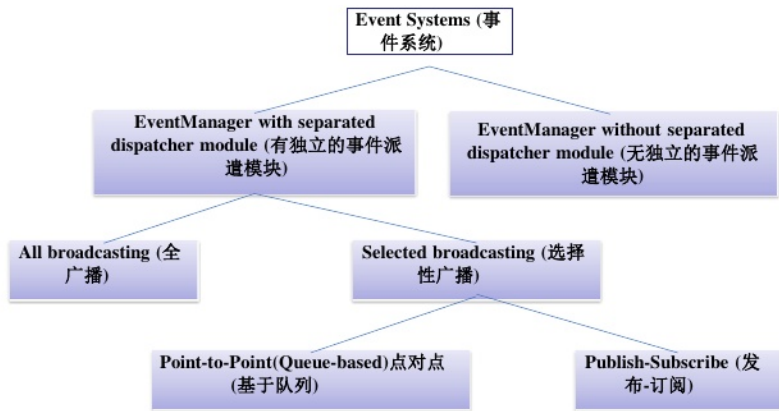 Event Systems (事
件系统)
EventManager with separated
dispatcher module (有独立的事件派
遣模块)
EventManager without separated
dispatcher module (无独立的事件派
遣模块)
All broadcasting (全
广播)
Selected broadcasting (选择
性广播)
Point-to-Point(Queue-based)点对点
(基于队列)
Publish-Subscribe (发
布-订阅)